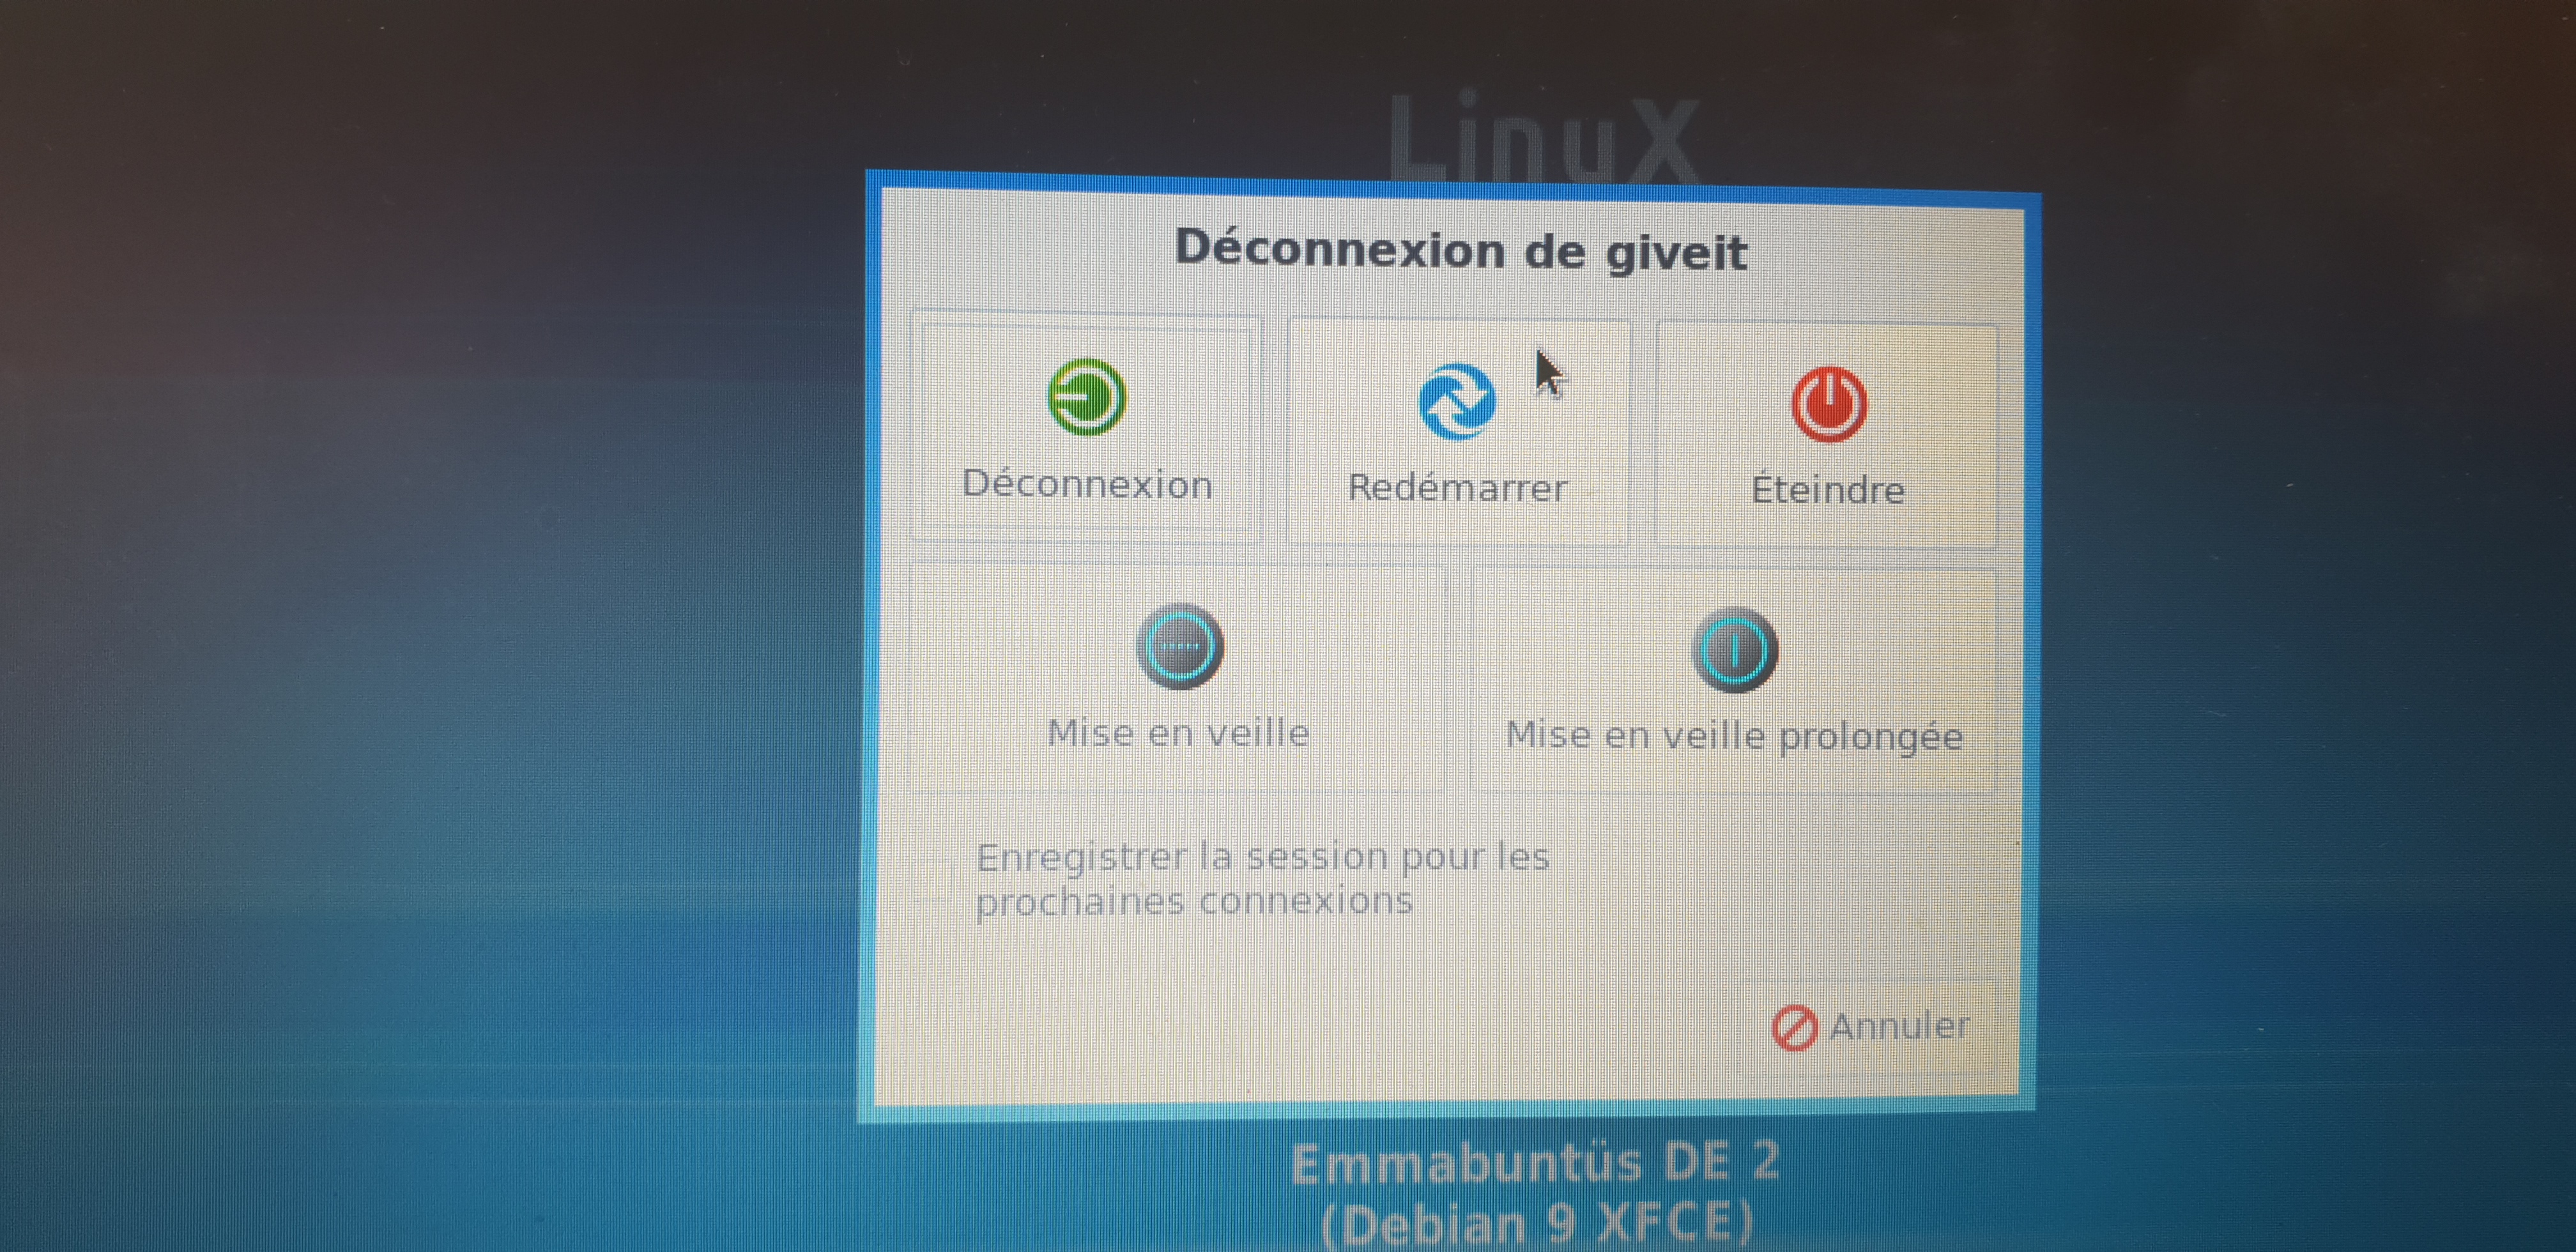 LinuX
Déconnexion de giveit
Déconnexion
Redémarrer
Éteindre
Mise en veille
Mise en veille prolongée
Enregistrer la session pour les
prochaines connexions
Annuler
Emmabuntüs DE 2
(Debian 9 XFCE)